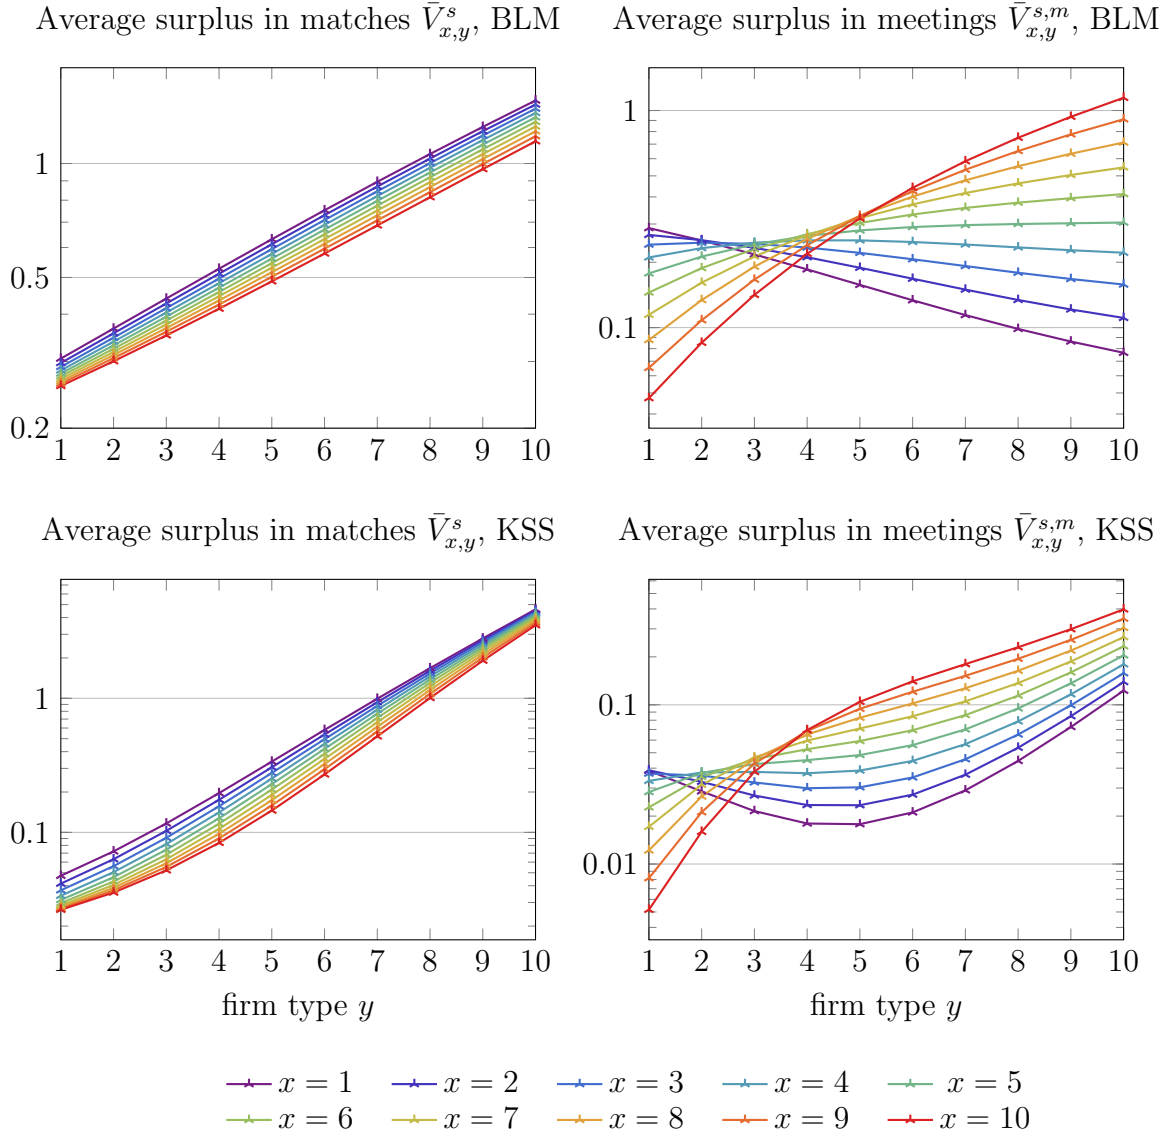 Average surplus in matches V̄ˢₓ,ᵧ, BLM
1
0.5
0.2
1 2 3 4 5 6 7 8 9 10
Average surplus in meetings V̄ˢ,ᵐₓ,ᵧ, BLM
1
0.1
1 2 3 4 5 6 7 8 9 10
Average surplus in matches V̄ˢₓ,ᵧ, KSS
1
0.1
1 2 3 4 5 6 7 8 9 10
firm type y
Average surplus in meetings V̄ˢ,ᵐₓ,ᵧ, KSS
0.1
0.01
1 2 3 4 5 6 7 8 9 10
firm type y
x = 1 x = 2 x = 3 x = 4 x = 5
x = 6 x = 7 x = 8 x = 9 x = 10